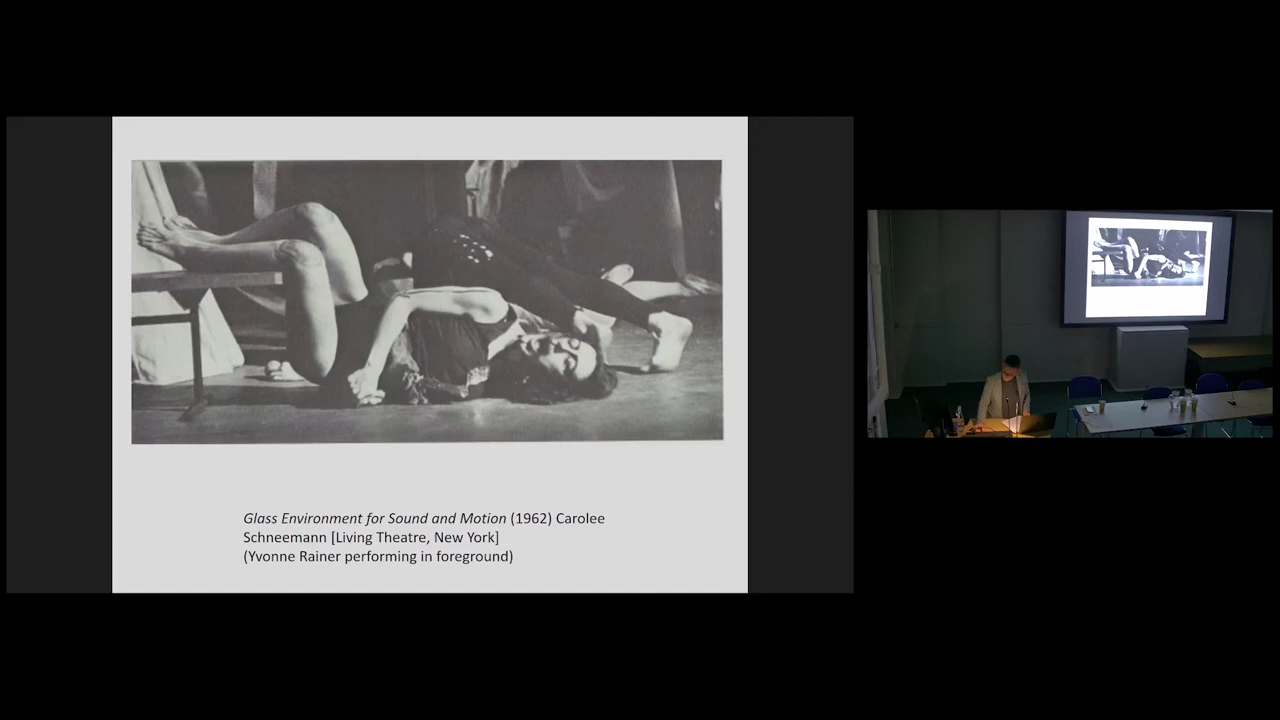 Glass Environment for Sound and Motion (1962) Carolee
Schneemann [Living Theatre, New York]
(Yvonne Rainer performing in foreground)